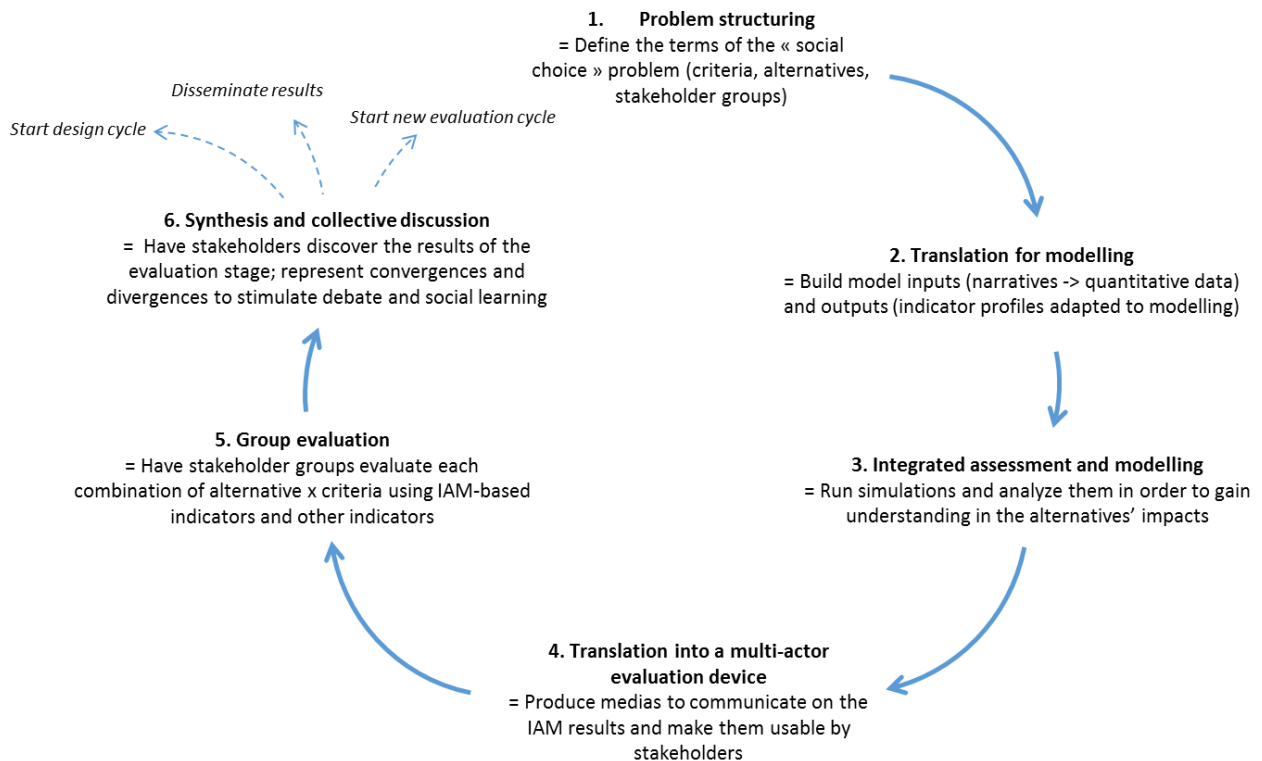 1. Problem structuring
= Define the terms of the « social
choice » problem (criteria, alternatives,
stakeholder groups)
Disseminate results
Start design cycle
Start new evaluation cycle
6. Synthesis and collective discussion
= Have stakeholders discover the results of the
evaluation stage; represent convergences and
divergences to stimulate debate and social learning
2. Translation for modelling
= Build model inputs (narratives -> quantitative data)
and outputs (indicator profiles adapted to modelling)
5. Group evaluation
= Have stakeholder groups evaluate each
combination of alternative x criteria using IAM-based
indicators and other indicators
3. Integrated assessment and modelling
= Run simulations and analyze them in order to gain
understanding in the alternatives’ impacts
4. Translation into a multi-actor
evaluation device
= Produce medias to communicate on the
IAM results and make them usable by
stakeholders